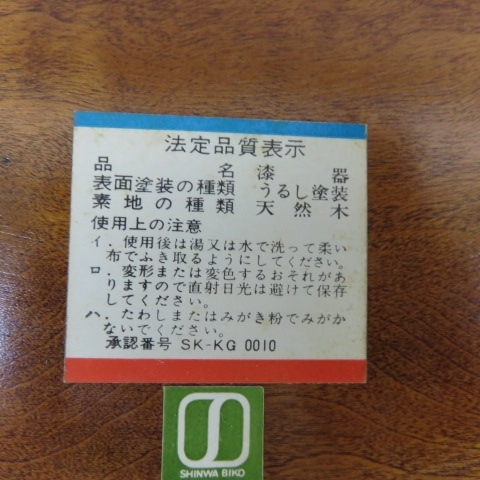 法定品質表示
品名 漆器
表面塗装の種類 うるし塗装
素地の種類 天然木
使用上の注意
イ．使用後は湯又は水で洗って柔い
布でふき取るようにしてください。
ロ．変形または変色するおそれがあ
りますので直射日光は避けて保存
してください。
ハ．たわしまたはみがき粉でみがか
ないでください。
承認番号 SK-KG 0010
SHINWA BIKO